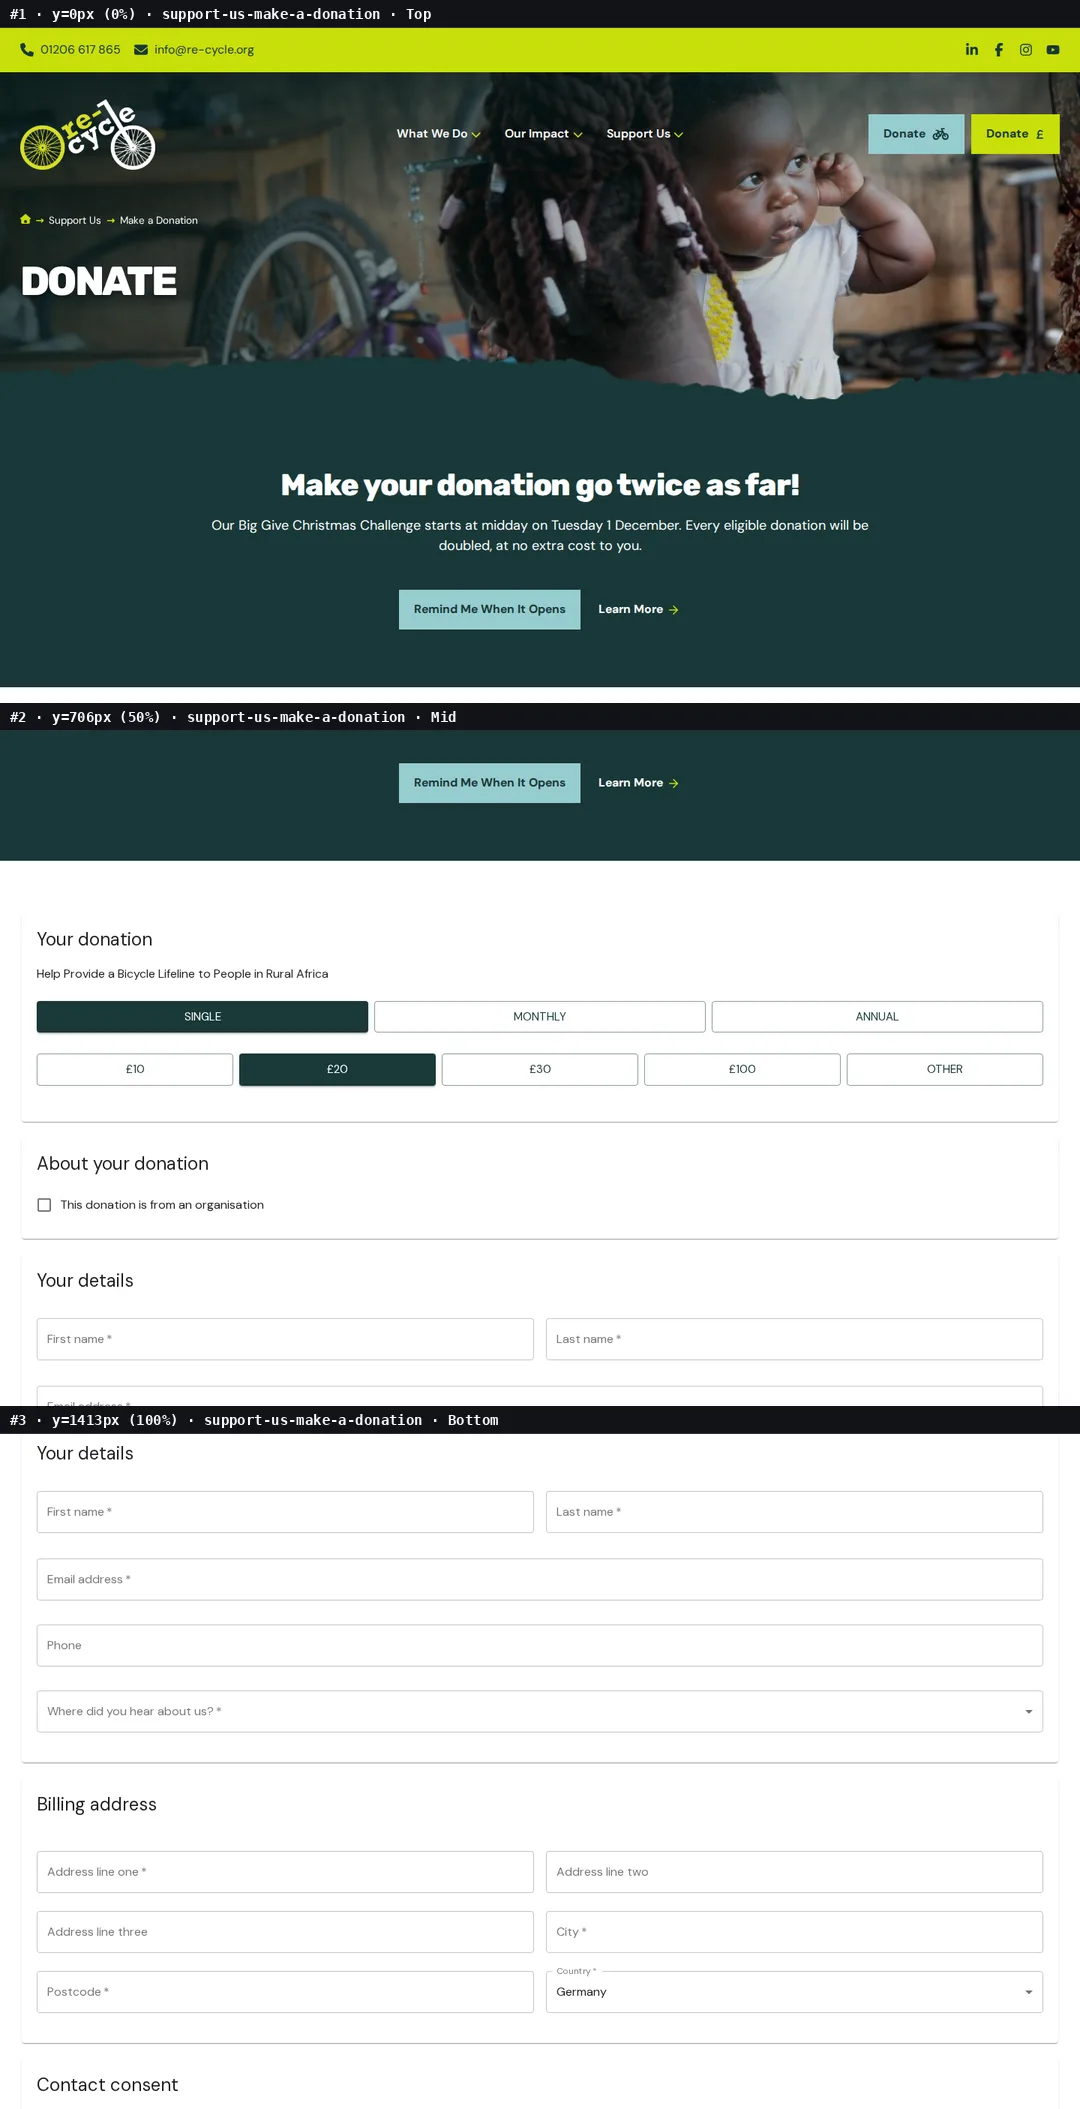 #1 · y=0px (0%) · support-us-make-a-donation · Top
01206 617 865 info@re-cycle.org
re-cycle
What We Do Our Impact Support Us
Donate Donate £
Support Us → Make a Donation
DONATE
Make your donation go twice as far!
Our Big Give Christmas Challenge starts at midday on Tuesday 1 December. Every eligible donation will be
doubled, at no extra cost to you.
Remind Me When It Opens Learn More →
#2 · y=706px (50%) · support-us-make-a-donation · Mid
Remind Me When It Opens Learn More →
Your donation
Help Provide a Bicycle Lifeline to People in Rural Africa
SINGLE MONTHLY ANNUAL
£10 £20 £30 £100 OTHER
About your donation
This donation is from an organisation
Your details
First name * Last name *
Email address *
#3 · y=1413px (100%) · support-us-make-a-donation · Bottom
Your details
First name * Last name *
Email address *
Phone
Where did you hear about us? *
Billing address
Address line one * Address line two
Address line three City *
Postcode * Country *
Germany
Contact consent